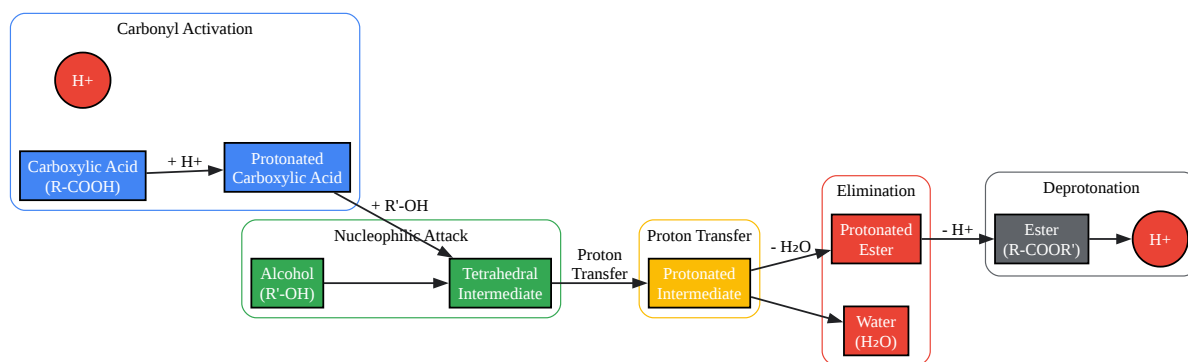 Carbonyl Activation
H+
Carboxylic Acid
(R-COOH)
+ H+
Protonated
Carboxylic Acid
+ R'-OH
Nucleophilic Attack
Alcohol
(R'-OH)
Tetrahedral
Intermediate
Proton
Transfer
Proton Transfer
Protonated
Intermediate
- H₂O
Elimination
Protonated
Ester
Water
(H₂O)
- H+
Deprotonation
Ester
(R-COOR')
H+